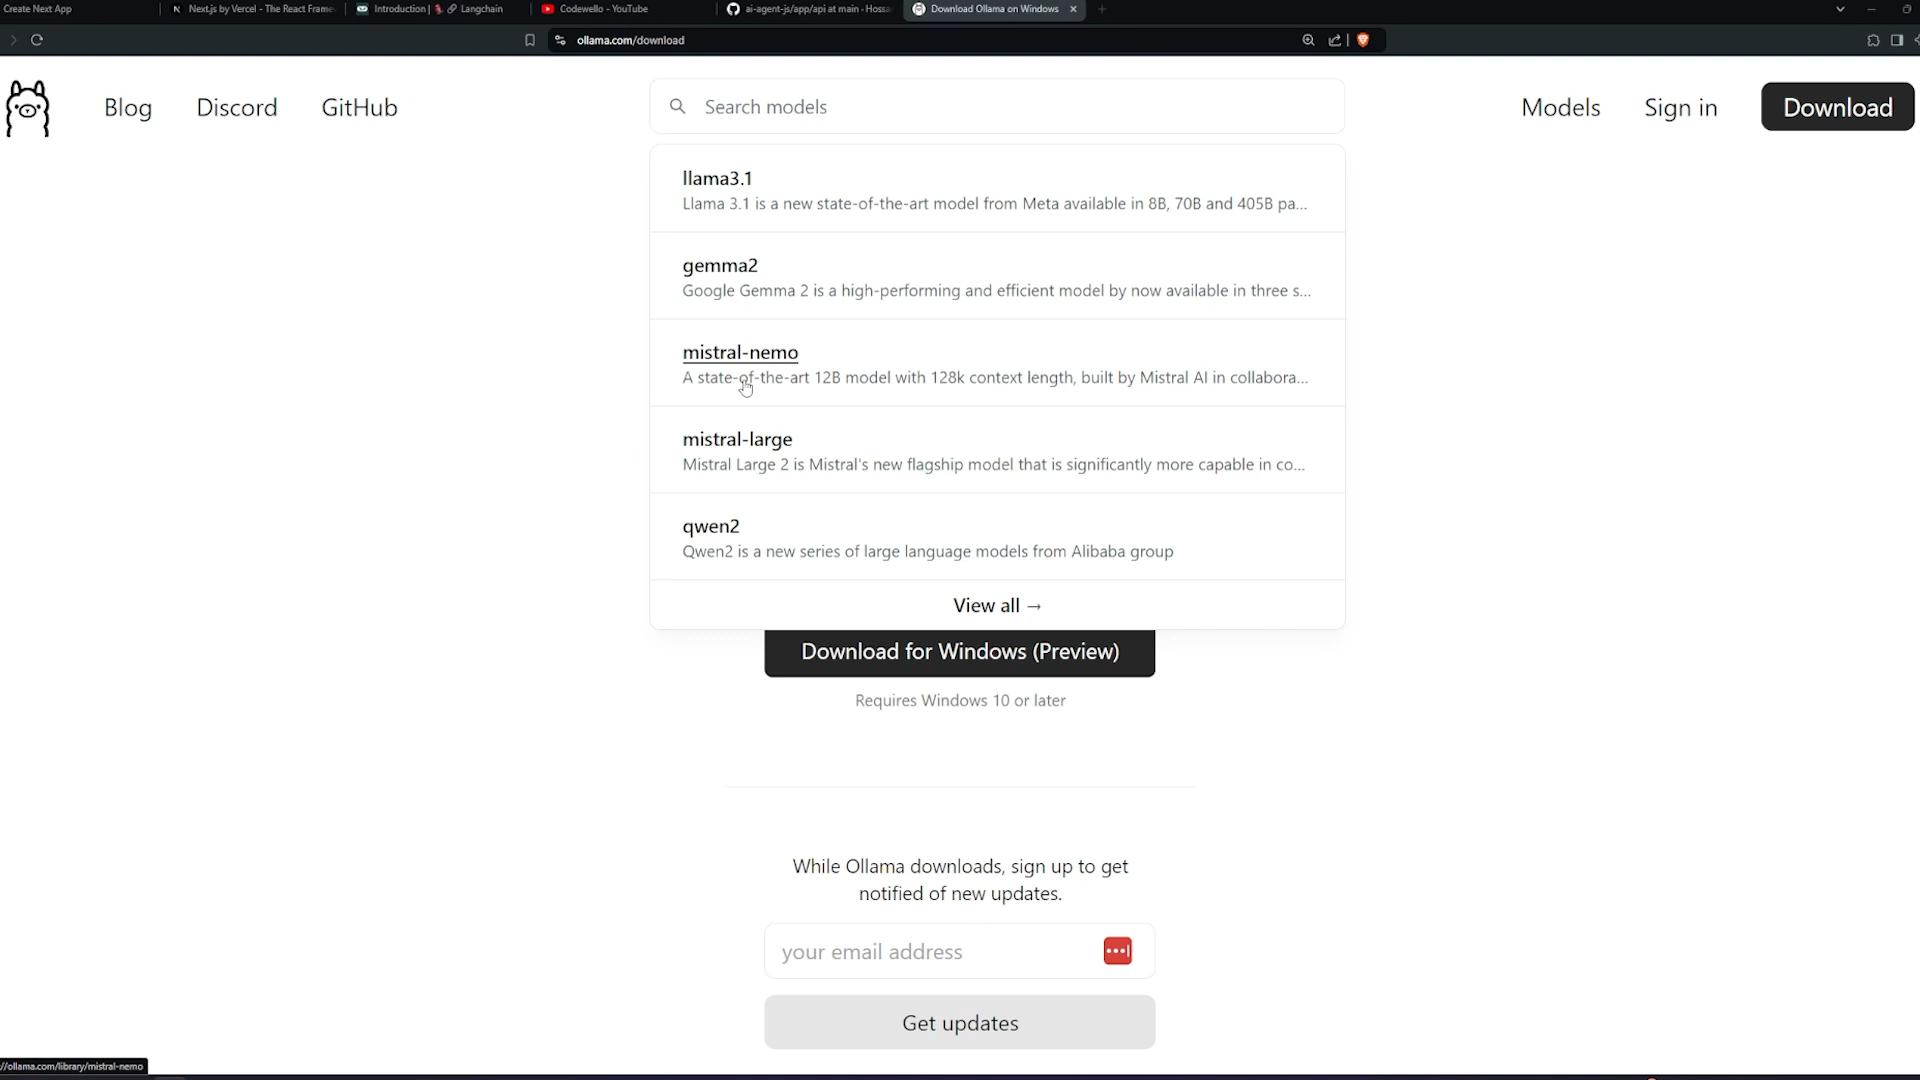 Create Next App
Next.js by Vercel - The React Frame
Introduction | 🦜️🔗 Langchain
Codewello - YouTube
ai-agent-js/app/api at main · Hossa
Download Ollama on Windows
ollama.com/download
Blog
Discord
GitHub
Search models
Models
Sign in
Download
llama3.1
Llama 3.1 is a new state-of-the-art model from Meta available in 8B, 70B and 405B pa...
gemma2
Google Gemma 2 is a high-performing and efficient model by now available in three s...
mistral-nemo
A state-of-the-art 12B model with 128k context length, built by Mistral AI in collabora...
mistral-large
Mistral Large 2 is Mistral's new flagship model that is significantly more capable in co...
qwen2
Qwen2 is a new series of large language models from Alibaba group
View all →
Download for Windows (Preview)
Requires Windows 10 or later
While Ollama downloads, sign up to get
notified of new updates.
your email address
Get updates
//ollama.com/library/mistral-nemo